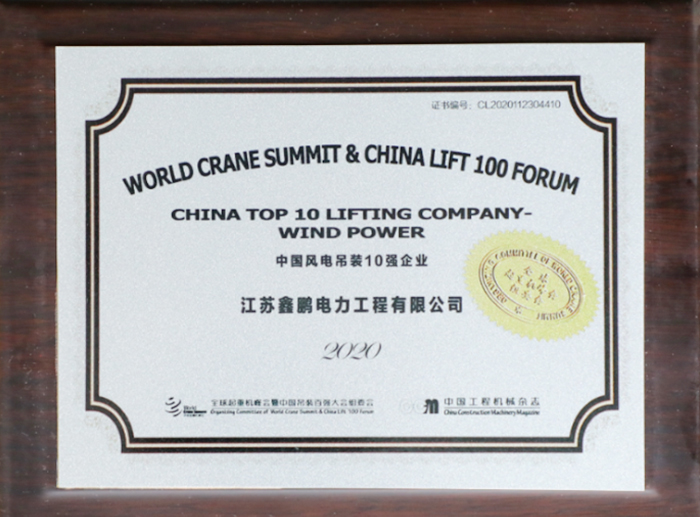 证书编号：CL2020112304410
WORLD CRANE SUMMIT & CHINA LIFT 100 FORUM
CHINA TOP 10 LIFTING COMPANY-
WIND POWER
中国风电吊装10强企业
江苏鑫鹏电力工程有限公司
2020
全球起重机峰会暨中国吊装百强大会组委会
Organizing Committees of World Crane Summit & China Lift 100 Forum
中国工程机械杂志
China Construction Machinery Magazine